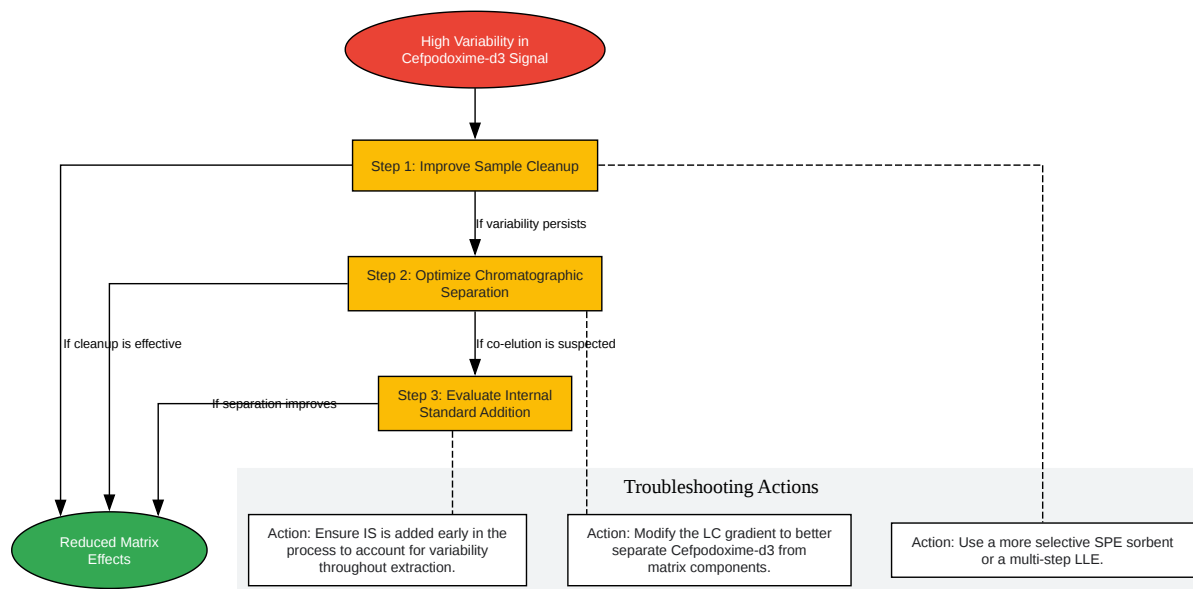 High Variability in
Cefpodoxime-d3 Signal
Step 1: Improve Sample Cleanup
If variability persists
Step 2: Optimize Chromatographic
Separation
If cleanup is effective
If co-elution is suspected
Step 3: Evaluate Internal
Standard Addition
If separation improves
Troubleshooting Actions
Reduced Matrix
Effects
Action: Ensure IS is added early in the
process to account for variability
throughout extraction.
Action: Modify the LC gradient to better
separate Cefpodoxime-d3 from
matrix components.
Action: Use a more selective SPE sorbent
or a multi-step LLE.